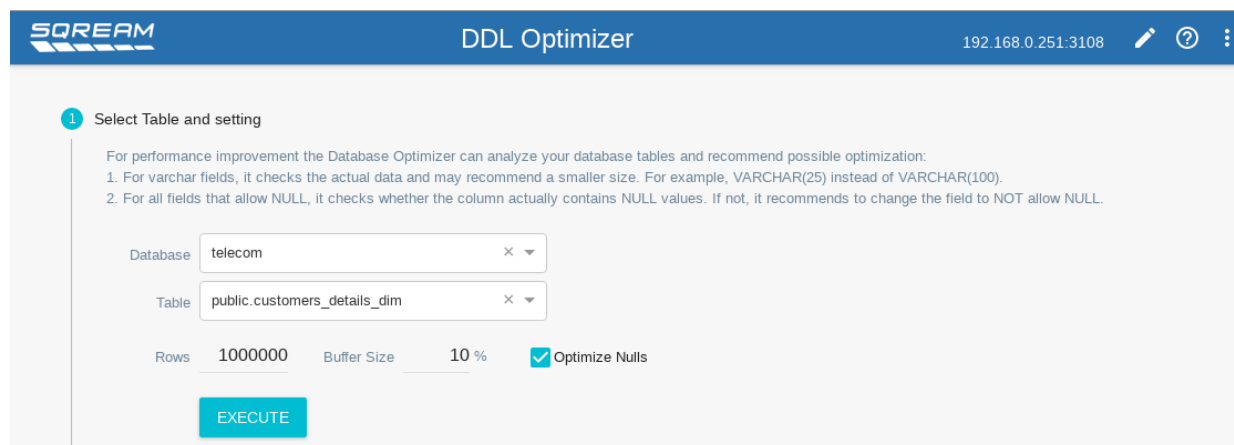 SQREAM
DDL Optimizer
192.168.0.251:3108
1 Select Table and setting
For performance improvement the Database Optimizer can analyze your database tables and recommend possible optimization:
1. For varchar fields, it checks the actual data and may recommend a smaller size. For example, VARCHAR(25) instead of VARCHAR(100).
2. For all fields that allow NULL, it checks whether the column actually contains NULL values. If not, it recommends to change the field to NOT allow NULL.
Database telecom
Table public.customers_details_dim
Rows 1000000 Buffer Size 10 % Optimize Nulls
EXECUTE